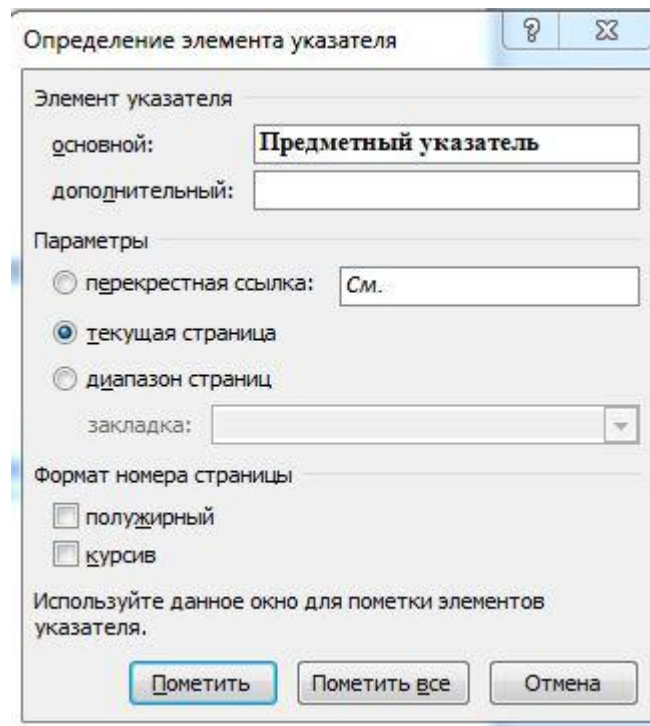 Определение элемента указателя
Элемент указателя
основной: Предметный указатель
дополнительный:
Параметры
перекрестная ссылка: См.
текущая страница
диапазон страниц
закладка:
Формат номера страницы
полужирный
курсив
Используйте данное окно для пометки элементов
указателя.
Пометить Пометить все Отмена